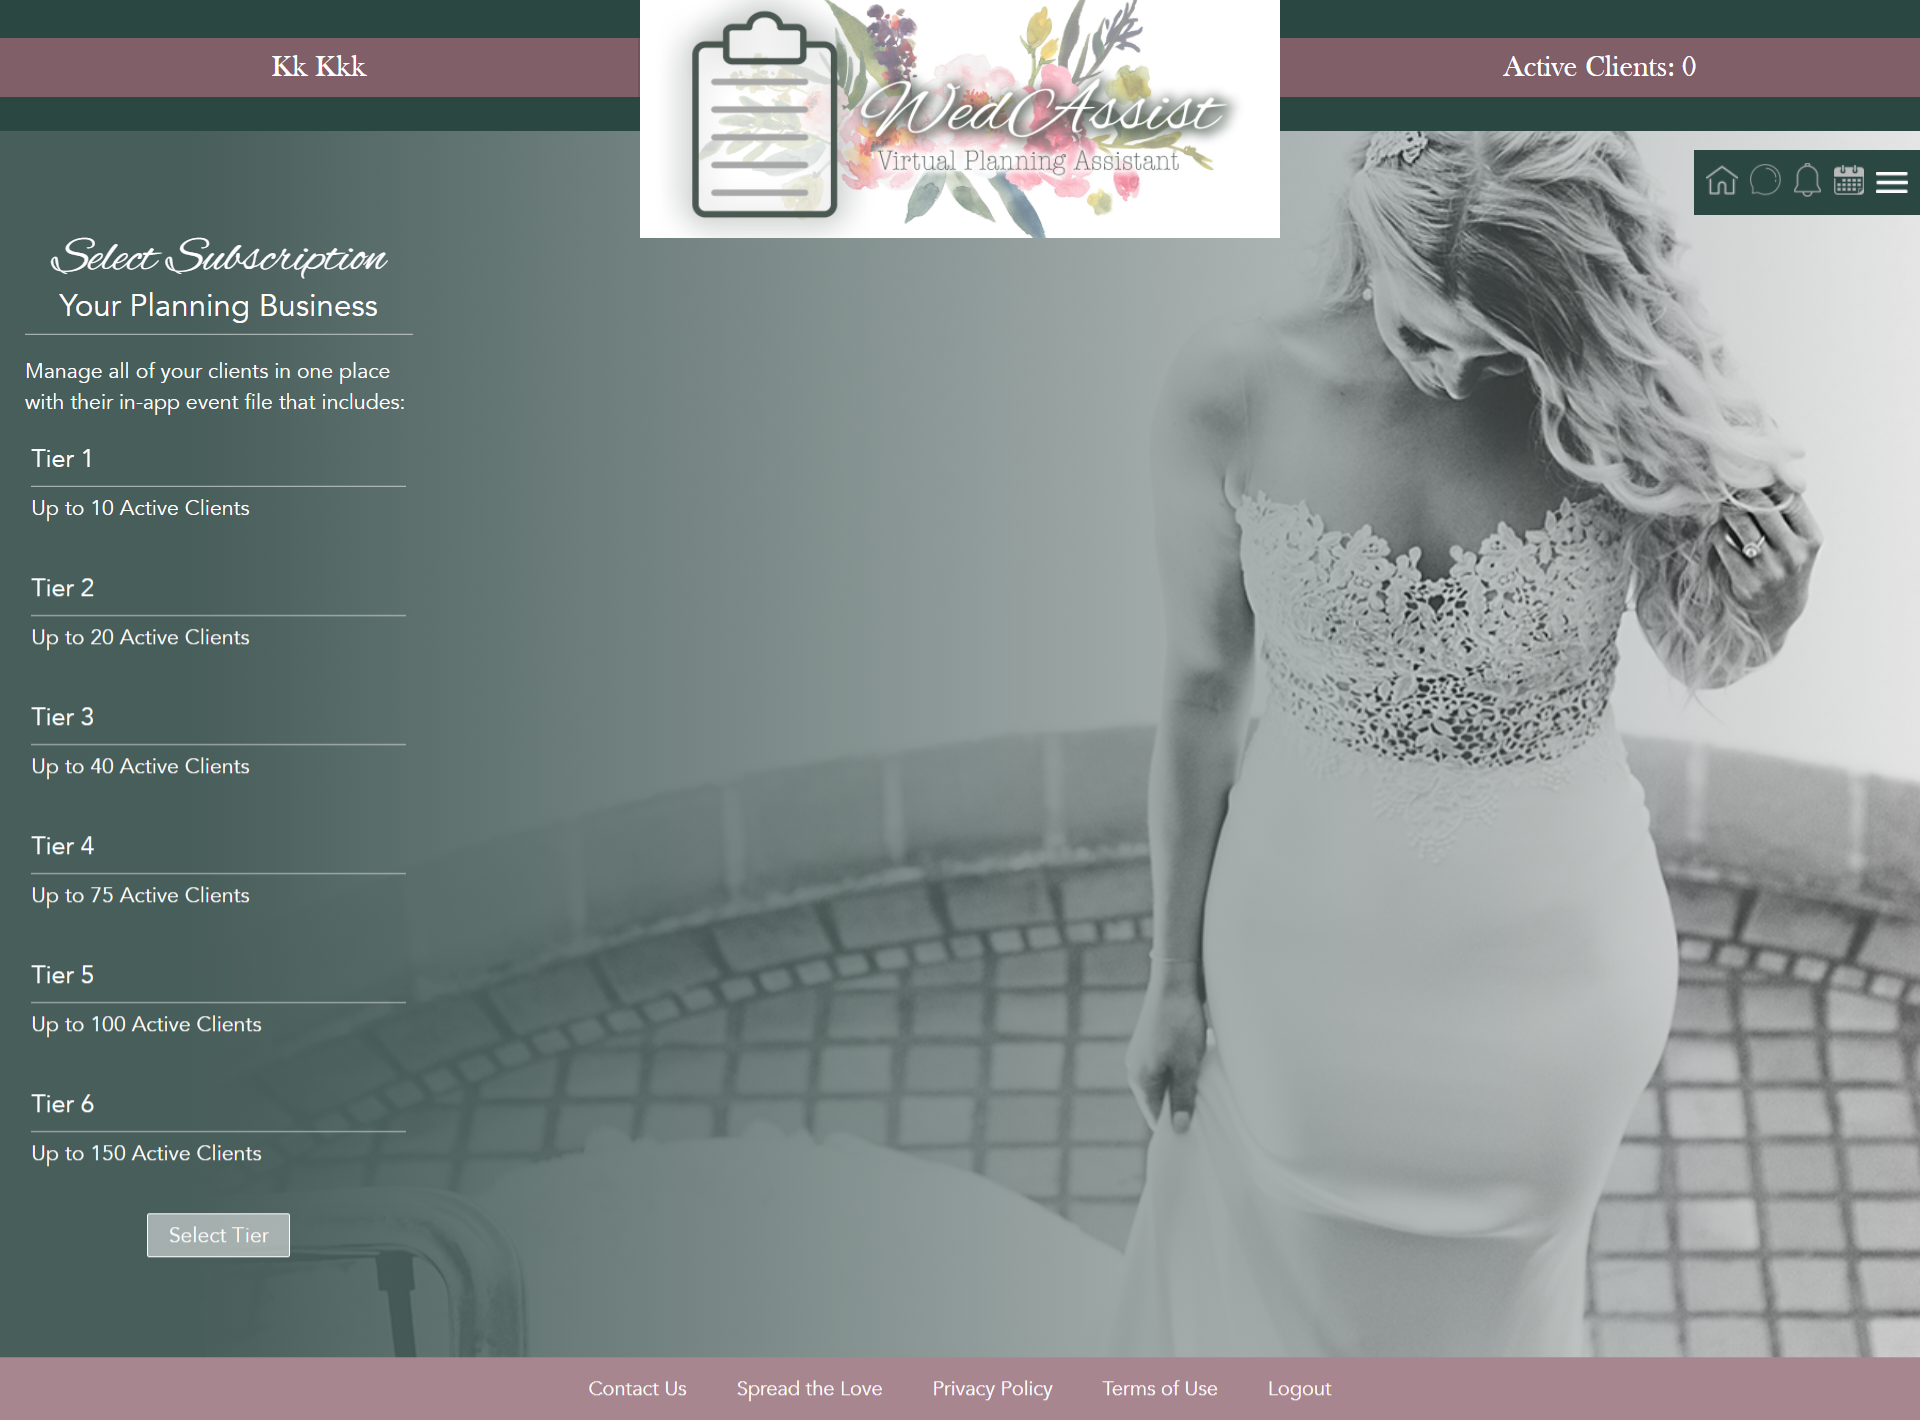 Kk Kkk
WedAssist
Virtual Planning Assistant
Active Clients: 0
Select Subscription
Your Planning Business
Manage all of your clients in one place
with their in-app event file that includes:
Tier 1
Up to 10 Active Clients
Tier 2
Up to 20 Active Clients
Tier 3
Up to 40 Active Clients
Tier 4
Up to 75 Active Clients
Tier 5
Up to 100 Active Clients
Tier 6
Up to 150 Active Clients
Select Tier
Contact Us
Spread the Love
Privacy Policy
Terms of Use
Logout